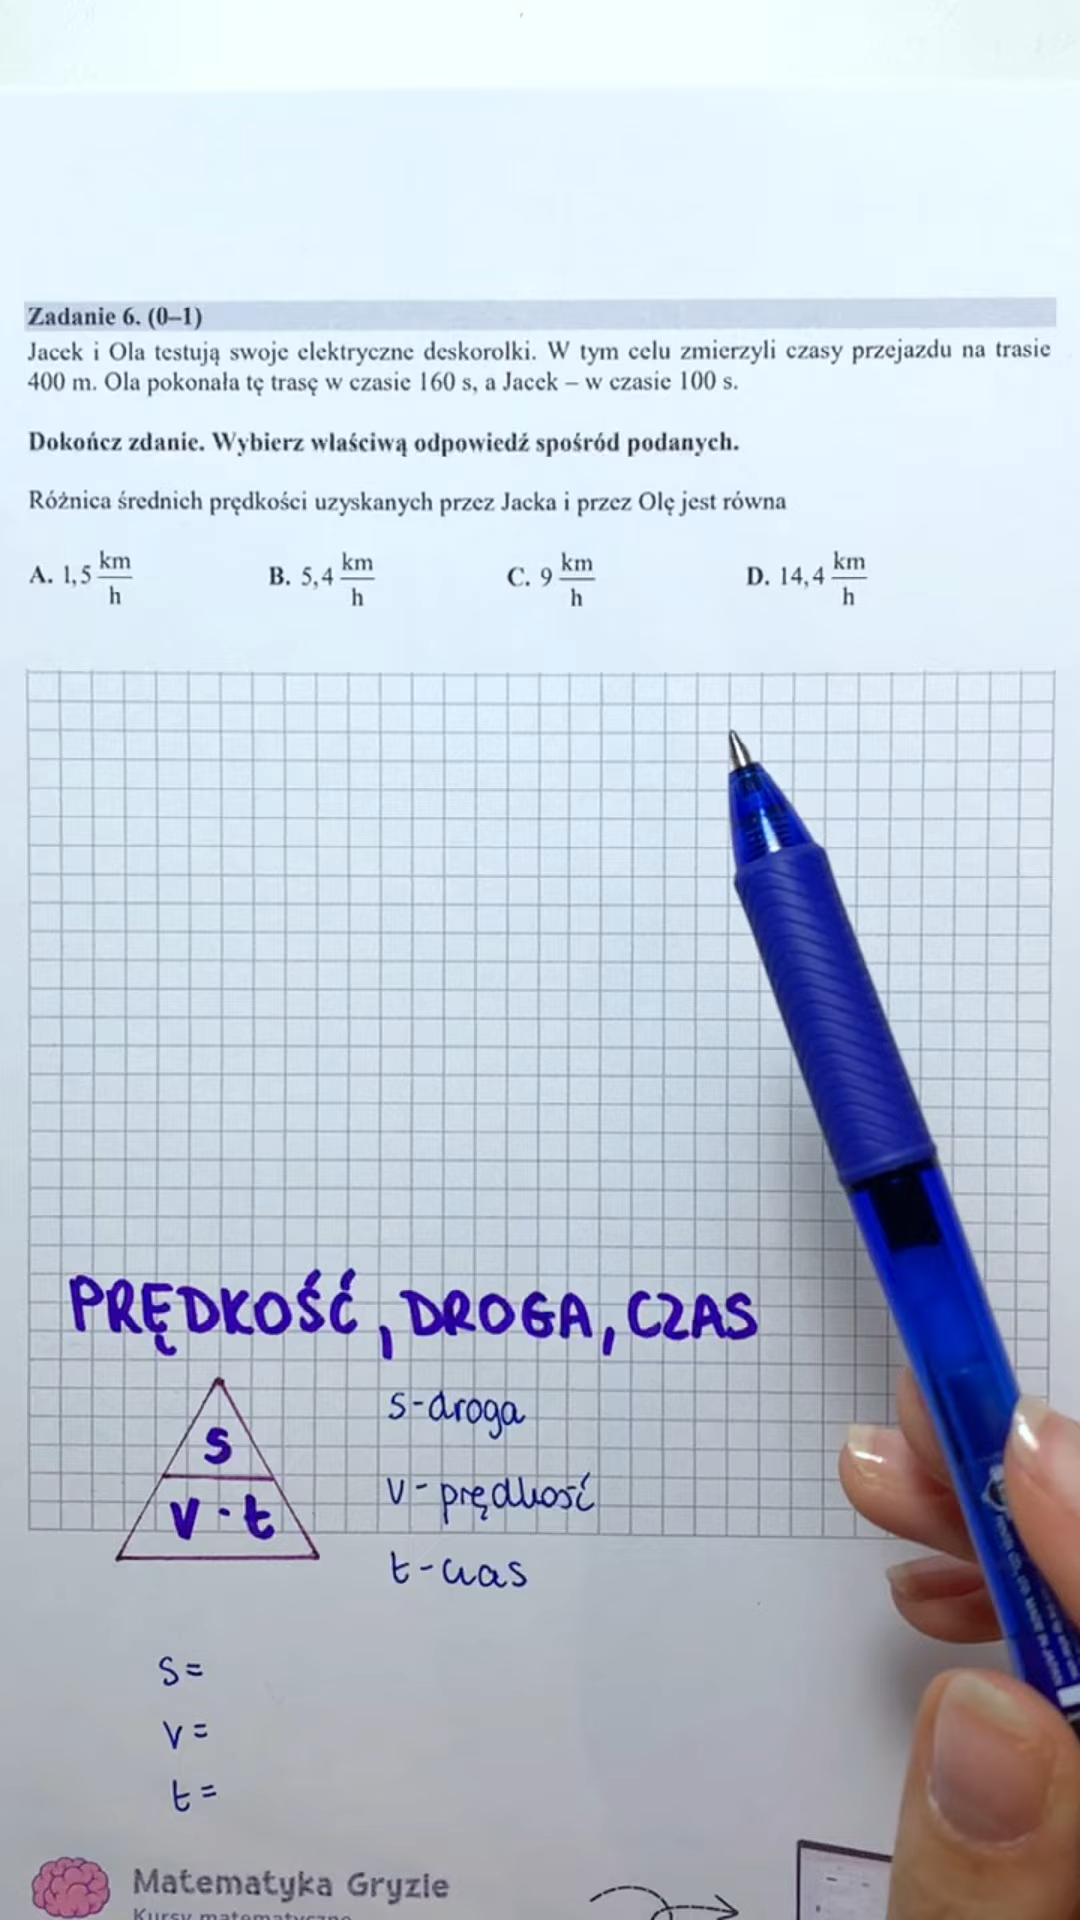 Zadanie 6. (0–1)
Jacek i Ola testują swoje elektryczne deskorolki. W tym celu zmierzyli czasy przejazdu na trasie
400 m. Ola pokonała tę trasę w czasie 160 s, a Jacek – w czasie 100 s.
Dokończ zdanie. Wybierz właściwą odpowiedź spośród podanych.
Różnica średnich prędkości uzyskanych przez Jacka i przez Olę jest równa
A. 1,5 km/h B. 5,4 km/h C. 9 km/h D. 14,4 km/h
PRĘDKOŚĆ, DROGA, CZAS
s
v · t
s-droga
v-prędkość
t-czas
s=
v=
t=
Matematyka Gryzie
Kursy matematyczne